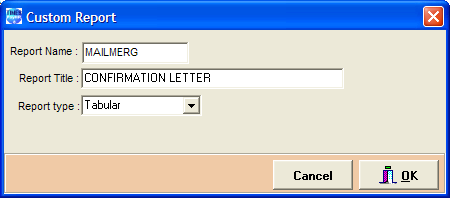 Custom Report
Report Name : MAILMERG
Report Title : CONFIRMATION LETTER
Report type : Tabular
Cancel OK